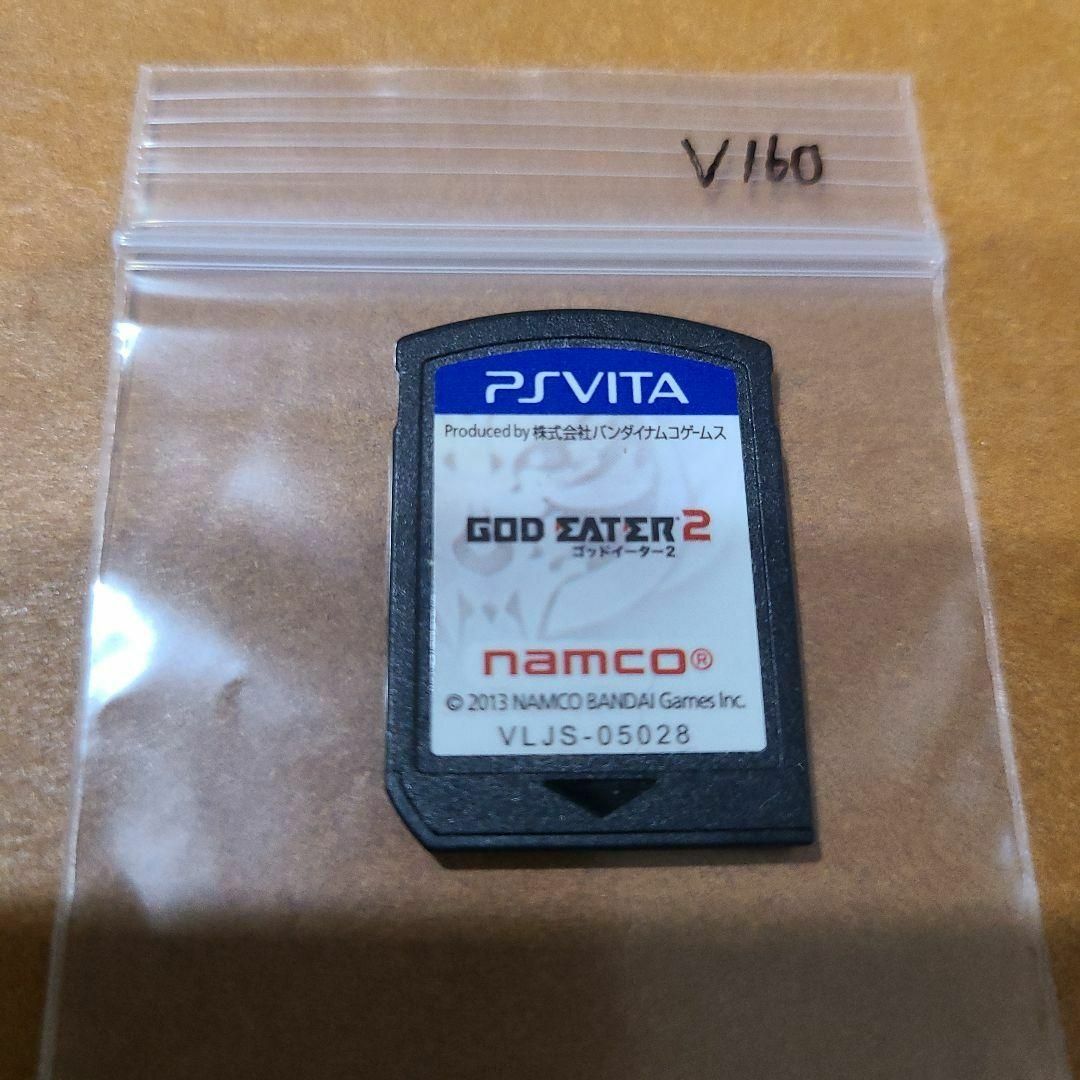 V160
PSVITA
Produced by 株式会社バンダイナムコゲームス
GOD EATER 2
ゴッドイーター2
namco®
© 2013 NAMCO BANDAI Games Inc.
VLJS-05028